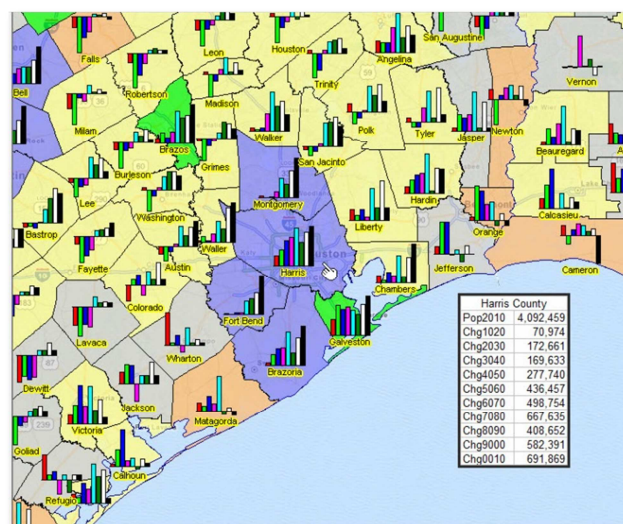 Falls
Leon
Houston
San Augustine
Angelina
Vernon
Bell
Robertson
Madison
Trinity
Milam
Brazos
Walker
Polk
Tyler
Jasper
Newton
Beauregard
Burleson
Grimes
San Jacinto
Lee
Washington
Montgomery
Liberty
Hardin
Orange
Calcasieu
Bastrop
Fayette
Austin
Waller
Harris
Chambers
Jefferson
Cameron
Colorado
Fort Bend
Galveston
Lavaca
Wharton
Brazoria
Dewitt
Jackson
Matagorda
Victoria
Goliad
Calhoun
Refugio
Harris County
Pop2010 4,092,459
Chg1020 70,974
Chg2030 172,661
Chg3040 169,633
Chg4050 277,740
Chg5060 436,457
Chg6070 498,754
Chg7080 667,635
Chg8090 408,652
Chg9000 582,391
Chg0010 691,869